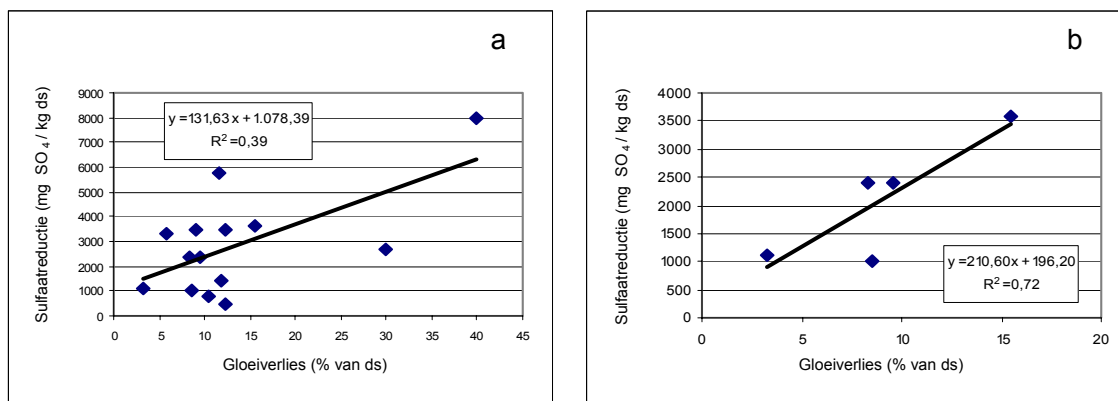 a
Sulfaatreductie (mg SO4 / kg ds)
9000
8000
7000
6000
5000
4000
3000
2000
1000
0
y =131,63x + 1.078,39
R2 =0,39
0 5 10 15 20 25 30 35 40 45
Gloeiverlies (% van ds)
b
Sulfaatreductie (mg SO4 / kg ds)
4000
3500
3000
2500
2000
1500
1000
500
0
y=210,60x + 196,20
R2 =0,72
0 5 10 15 20
Gloeiverlies (% van ds)